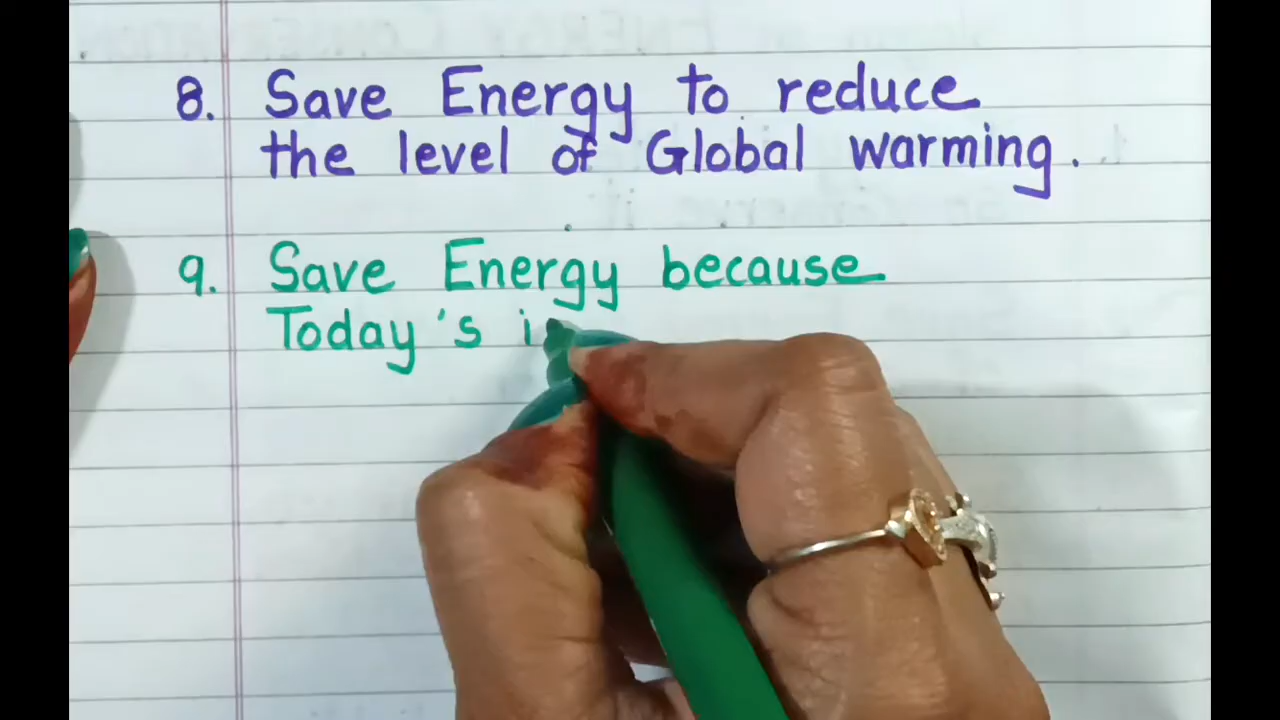 8. Save Energy to reduce
the level of Global warming.
9. Save Energy because
Today's i